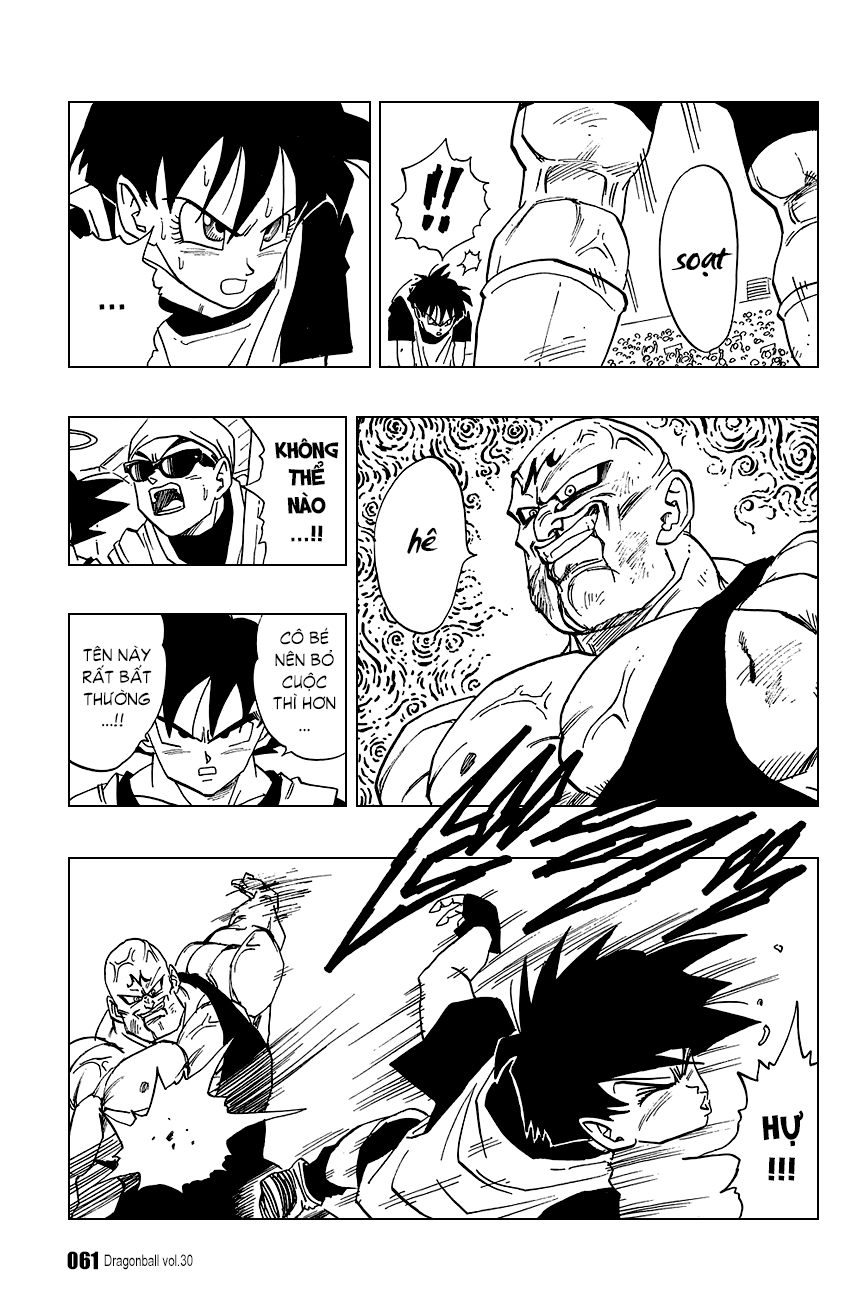 !!
soạt
...
hê
KHÔNG
THỂ
NÀO
...!!
CÔ BÉ
NÊN BỎ
CUỘC
THÌ HƠN
...
TÊN NÀY
RẤT BẤT
THƯỜNG
...!!
HỰ
!!!
061 Dragonball vol.30